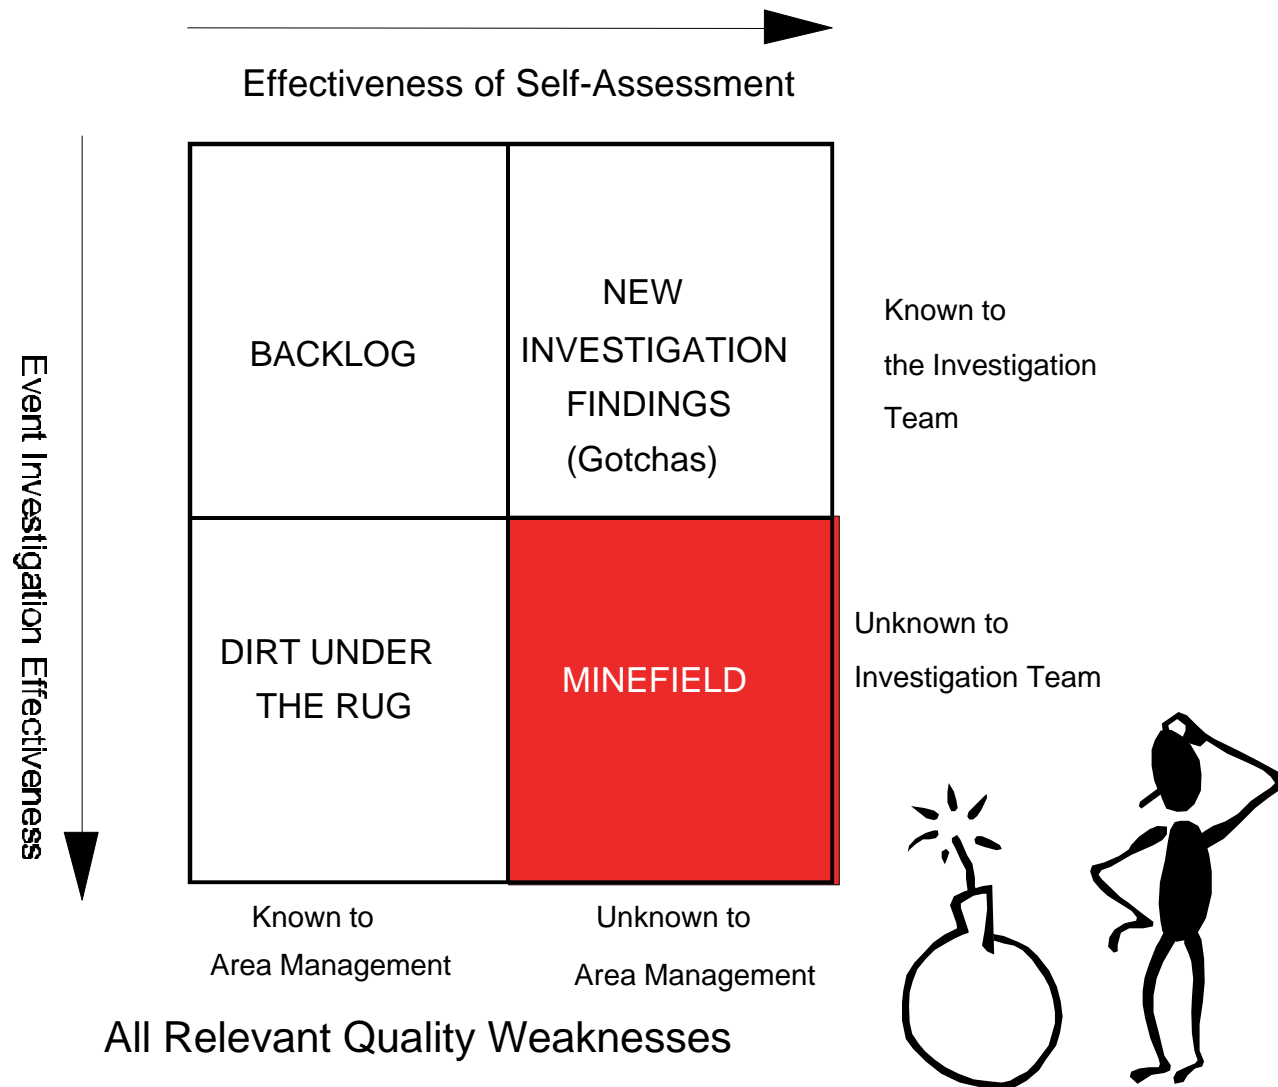 Effectiveness of Self-Assessment
Event Investigation Effectiveness
BACKLOG
NEW
INVESTIGATION
FINDINGS
(Gotchas)
Known to
the Investigation
Team
DIRT UNDER
THE RUG
MINEFIELD
Unknown to
Investigation Team
Known to
Area Management
Unknown to
Area Management
All Relevant Quality Weaknesses